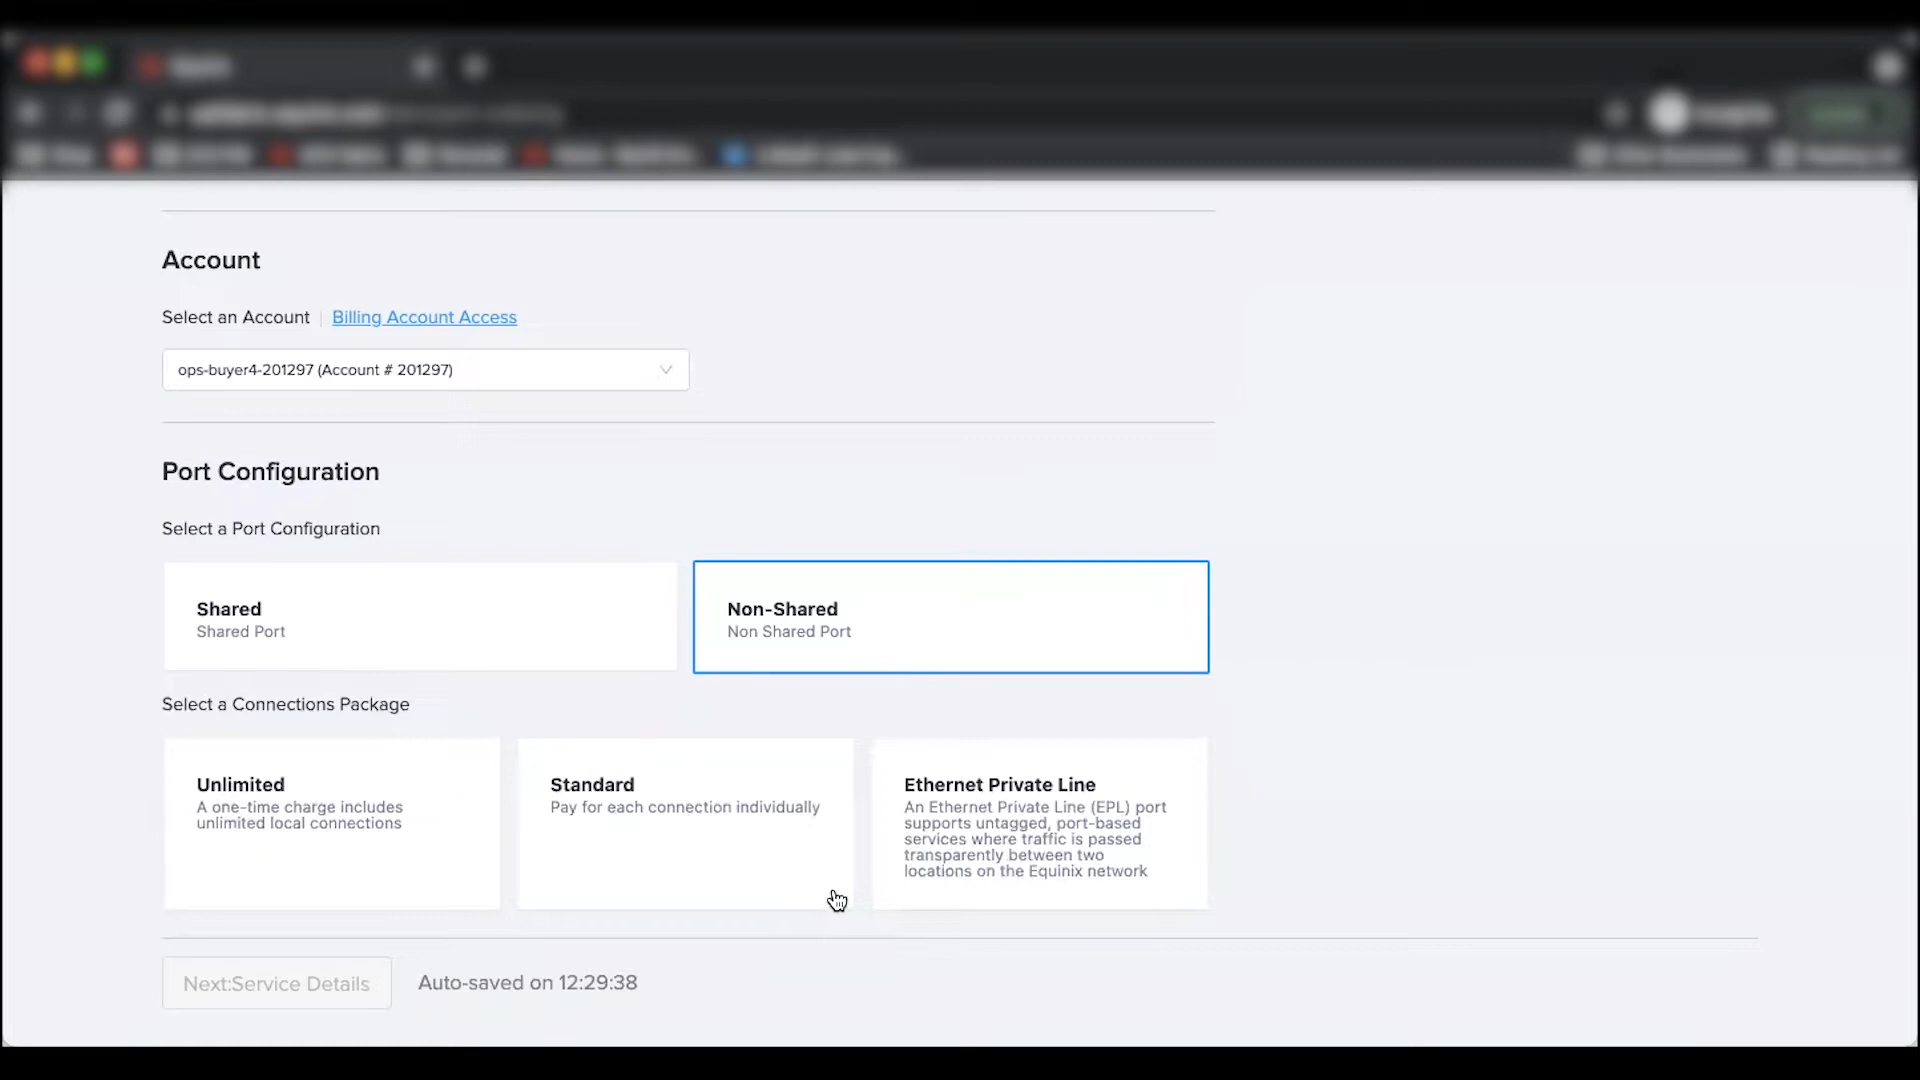 Account
Select an Account
Billing Account Access
ops-buyer4-201297 (Account # 201297)
Port Configuration
Select a Port Configuration
Shared
Shared Port
Non-Shared
Non Shared Port
Select a Connections Package
Unlimited
A one-time charge includes
unlimited local connections
Standard
Pay for each connection individually
Ethernet Private Line
An Ethernet Private Line (EPL) port
supports untagged, port-based
services where traffic is passed
transparently between two
locations on the Equinix network
Next:Service Details
Auto-saved on 12:29:38